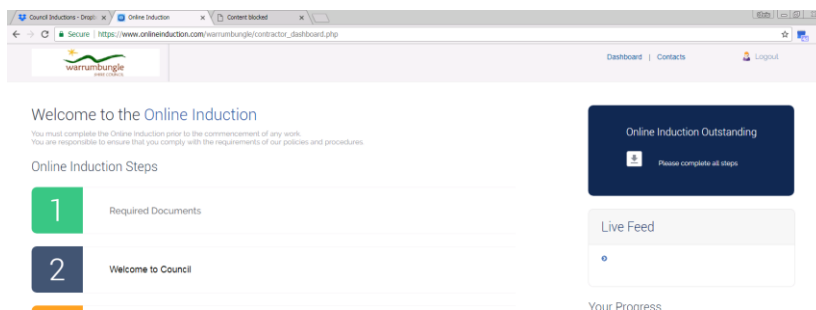 Council Inductions - Dropb
Online Induction
Content blocked
Secure
https://www.onlineinduction.com/warrumbungle/contractor_dashboard.php
warrumbungle
SHIRE COUNCIL
Dashboard | Contacts
Logout
Welcome to the Online Induction
You must complete the Online Induction prior to the commencement of any work.
You are responsible to ensure that you comply with the requirements of our policies and procedures.
Online Induction Steps
1
Required Documents
2
Welcome to Council
Online Induction Outstanding
Please complete all steps
Live Feed
Your Progress